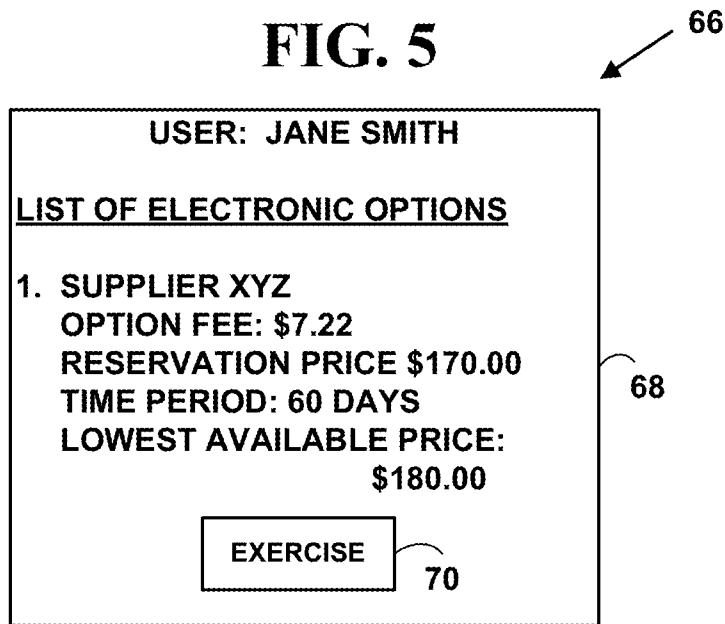 FIG. 5
66
USER: JANE SMITH
LIST OF ELECTRONIC OPTIONS
1. SUPPLIER XYZ
OPTION FEE: $7.22
RESERVATION PRICE $170.00
TIME PERIOD: 60 DAYS
LOWEST AVAILABLE PRICE:
$180.00
68
EXERCISE
70